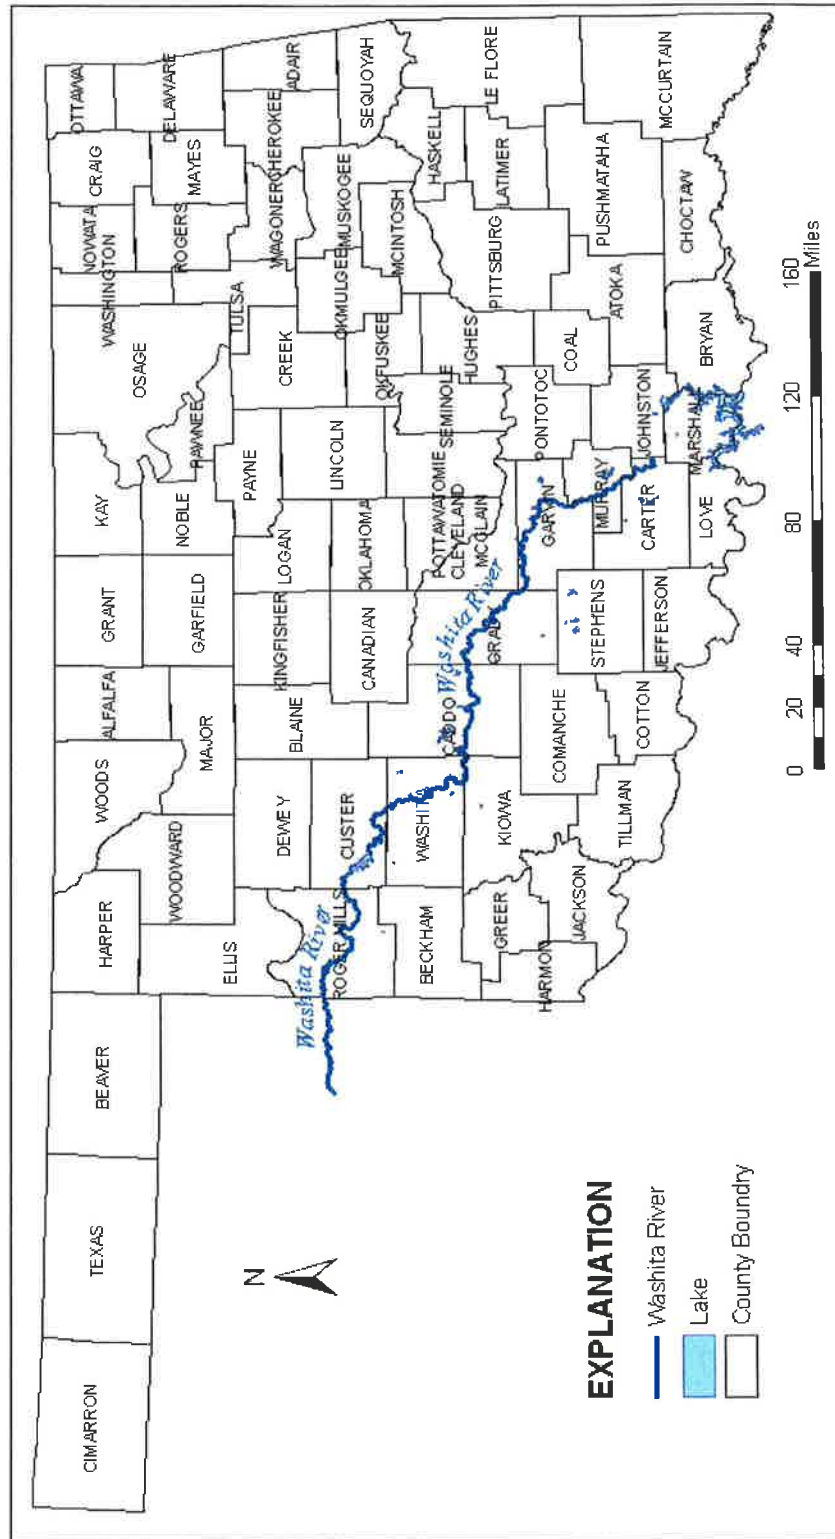 CIMARRON
TEXAS
BEAVER
HARPER
WOODS
ALFALFA
GRANT
KAY
OSAGE
WASHINGTON
NOWATA
CRAIG
OTTAWA
ELLIS
WOODWARD
MAJOR
GARFIELD
NOBLE
PAWNEE
TULSA
ROGERS
MAYES
DELAWARE
DEWEY
BLAINE
KINGFISHER
LOGAN
PAYNE
CREEK
WAGONER
CHEROKEE
ADAIR
Washita River
ROGER MILLS
CUSTER
CANADIAN
OKLAHOMA
LINCOLN
OKFUSKEE
OKMULGEE
MUSKOGEE
SEQUOYAH
BECKHAM
WASHITA
CADDO
Washita River
GRADY
MCCLAIN
CLEVELAND
POTTAWATOMIE
SEMINOLE
HUGHES
MCINTOSH
HASKELL
HARMON
GREER
KIOWA
COMANCHE
STEPHENS
GARVIN
PONTOTOC
COAL
PITTSBURG
LATIMER
LE FLORE
JACKSON
TILLMAN
COTTON
JEFFERSON
CARTER
MURRAY
JOHNSTON
ATOKA
PUSHMATAHA
MCCURTAIN
LOVE
MARSHALL
BRYAN
CHOCTAW
N
EXPLANATION
Washita River
Lake
County Boundry
0 20 40 80 120 160
Miles